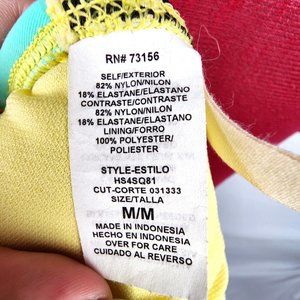 RN# 73156
SELF/EXTERIOR
82% NYLON/NILON
18% ELASTANE/ELASTANO
CONTRASTE/CONTRASTE
82% NYLON/NILON
18% ELASTANE/ELASTANO
LINING/FORRO
100% POLYESTER/
POLIESTER
STYLE-ESTILO
HS4SQ81
CUT-CORTE 031333
SIZE/TALLA
M/M
MADE IN INDONESIA
HECHO EN INDONESIA
OVER FOR CARE
CUIDADO AL REVERSO